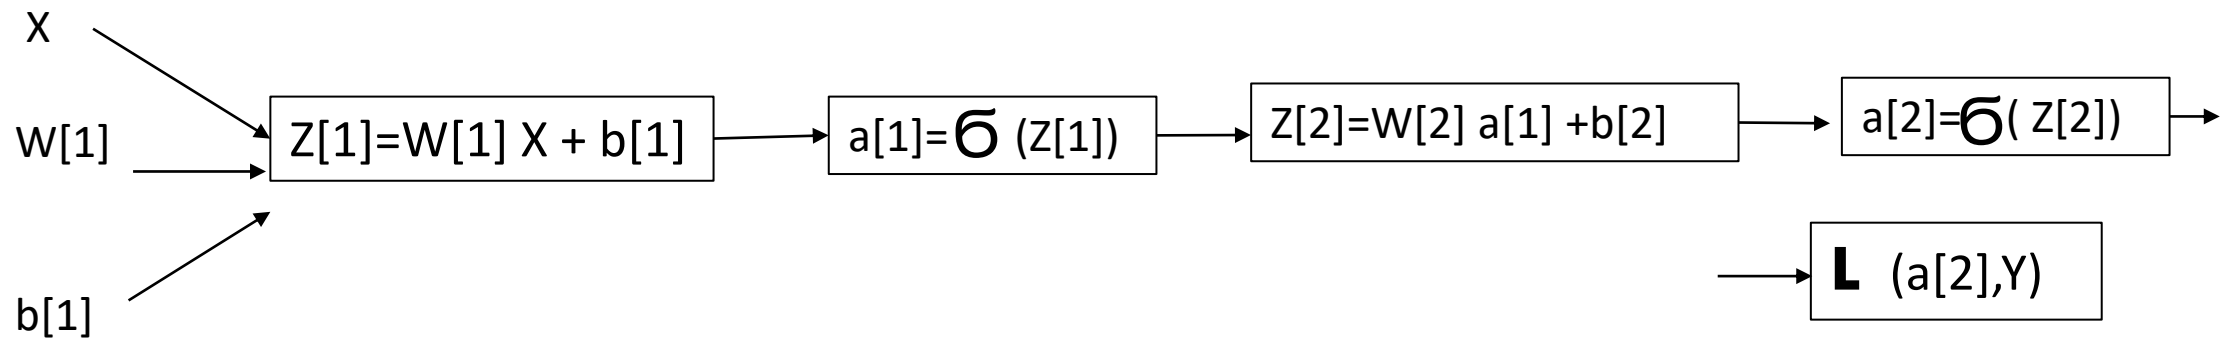 X
W[1]
b[1]
Z[1]=W[1] X + b[1]
a[1]=Ϭ (Z[1])
Z[2]=W[2] a[1] +b[2]
a[2]=Ϭ( Z[2])
L (a[2],Y)